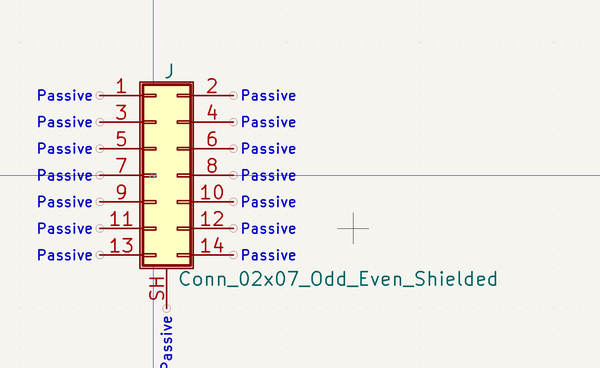 J
Passive 1 2 Passive
Passive 3 4 Passive
Passive 5 6 Passive
Passive 7 8 Passive
Passive 9 10 Passive
Passive 11 12 Passive
Passive 13 14 Passive
SH
Conn_02x07_Odd_Even_Shielded
Passive